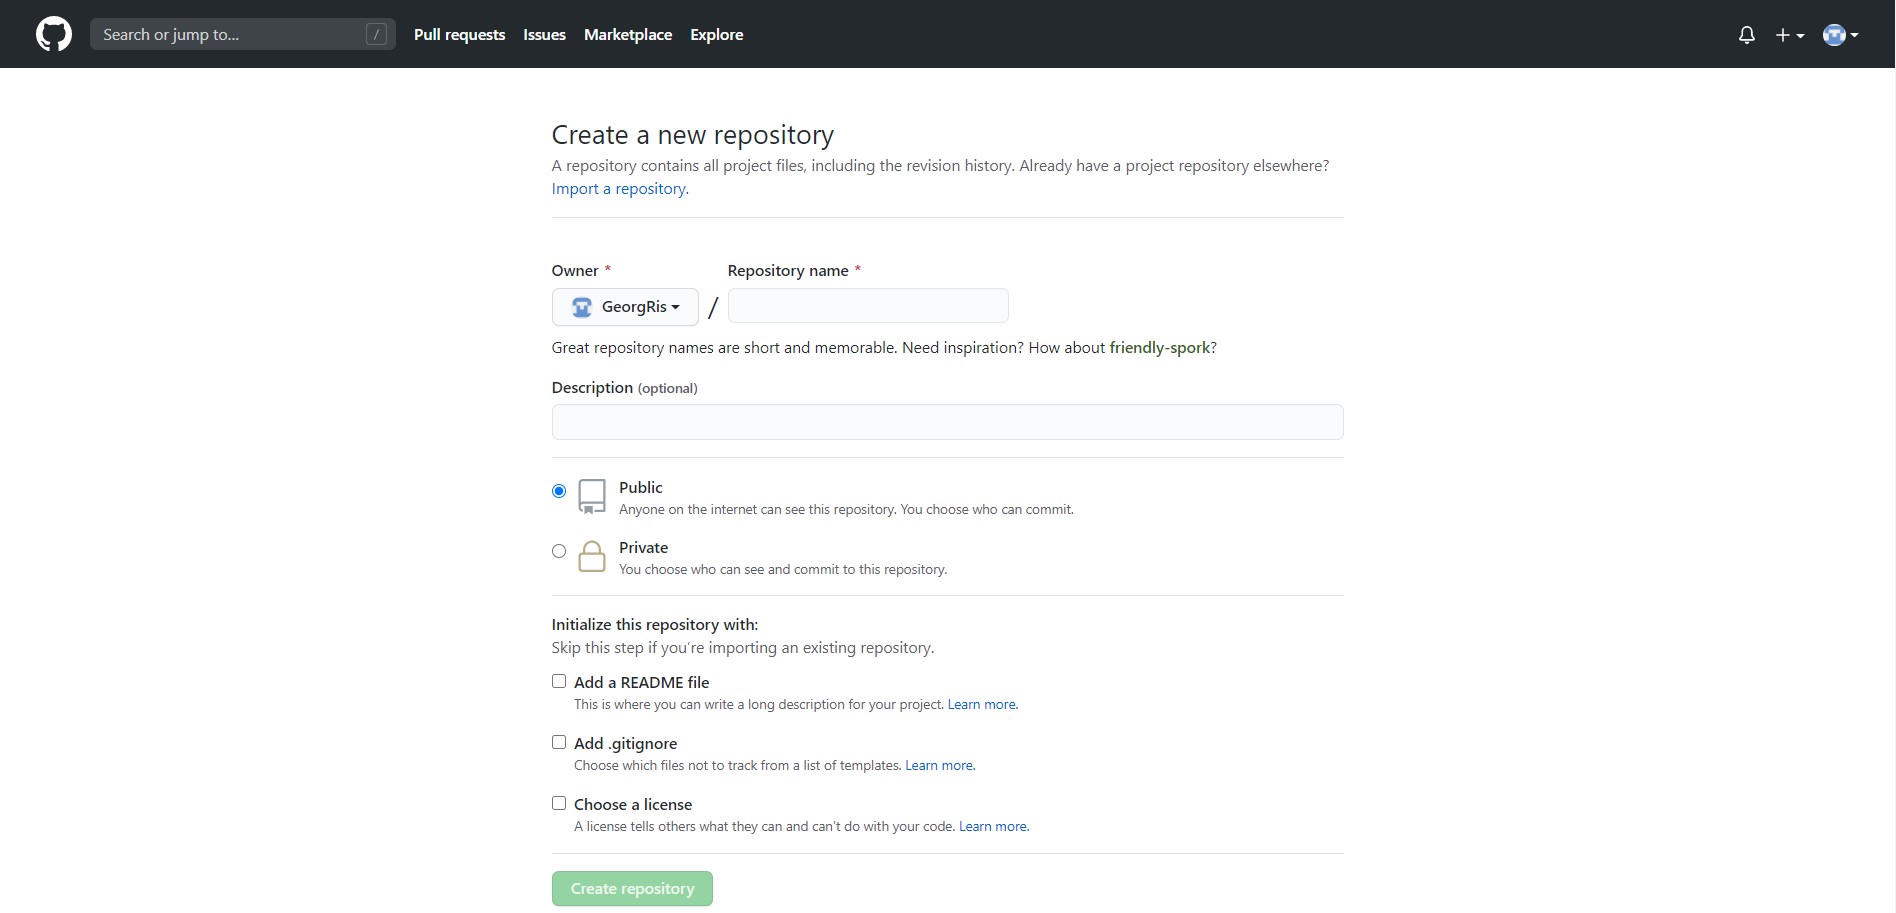 Search or jump to... /
Pull requests Issues Marketplace Explore
Create a new repository
A repository contains all project files, including the revision history. Already have a project repository elsewhere?
Import a repository.
Owner * Repository name *
GeorgRis /
Great repository names are short and memorable. Need inspiration? How about friendly-spork?
Description (optional)
Public
Anyone on the internet can see this repository. You choose who can commit.
Private
You choose who can see and commit to this repository.
Initialize this repository with:
Skip this step if you're importing an existing repository.
Add a README file
This is where you can write a long description for your project. Learn more.
Add .gitignore
Choose which files not to track from a list of templates. Learn more.
Choose a license
A license tells others what they can and can't do with your code. Learn more.
Create repository